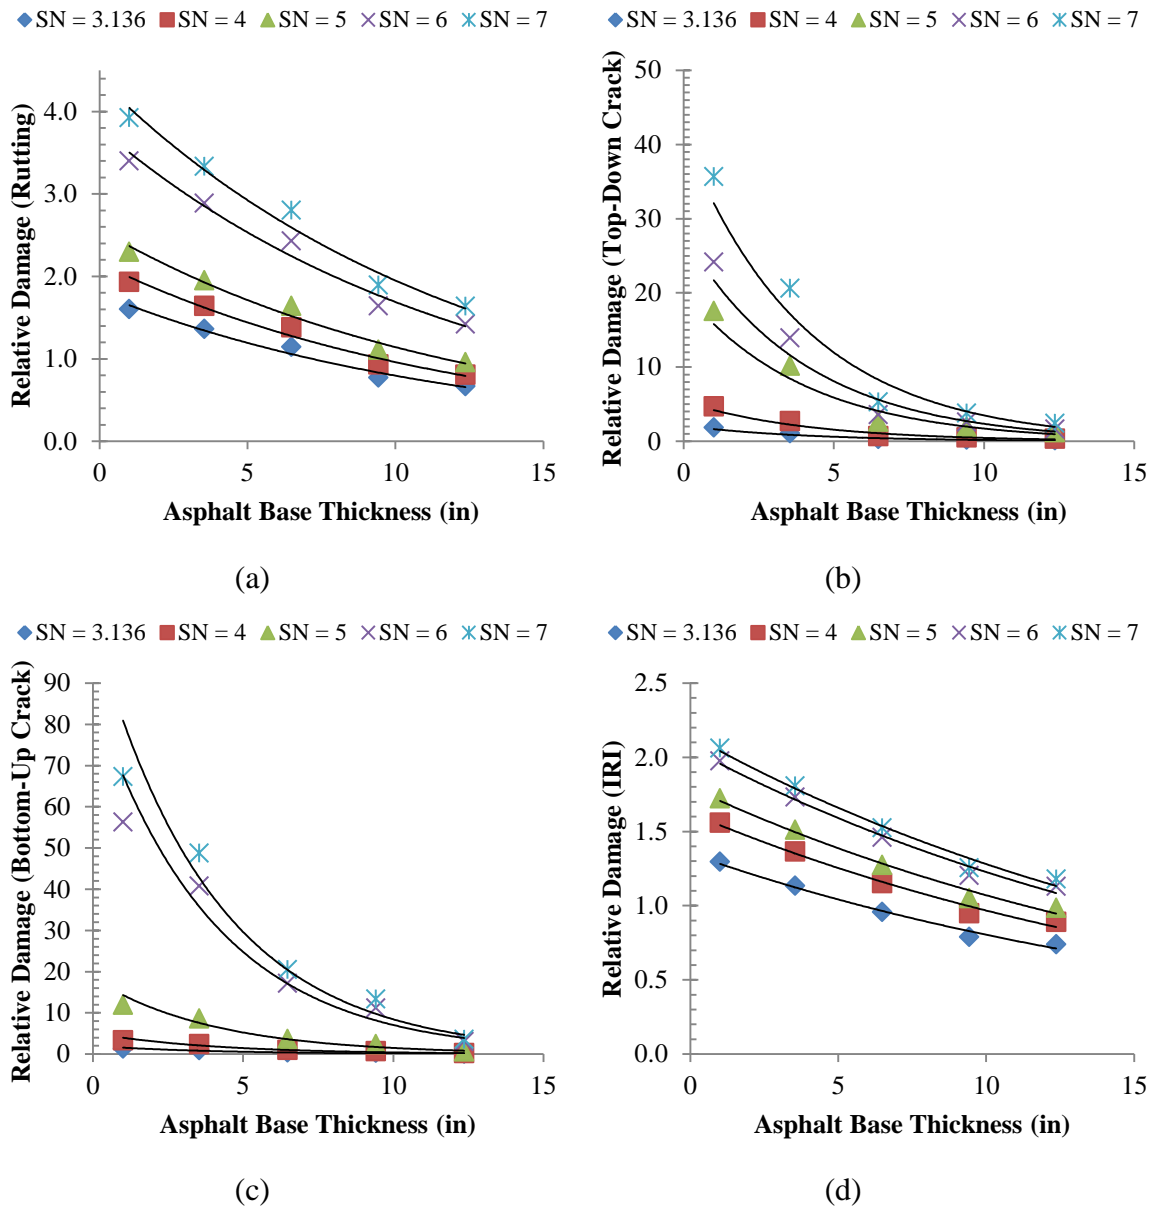 SN = 3.136 SN = 4 SN = 5 SN = 6 SN = 7
Relative Damage (Rutting)
4.0
3.0
2.0
1.0
0.0
0 5 10 15
Asphalt Base Thickness (in)
(a)
SN = 3.136 SN = 4 SN = 5 SN = 6 SN = 7
Relative Damage (Top-Down Crack)
50
40
30
20
10
0
0 5 10 15
Asphalt Base Thickness (in)
(b)
SN = 3.136 SN = 4 SN = 5 SN = 6 SN = 7
Relative Damage (Bottom-Up Crack)
90
80
70
60
50
40
30
20
10
0
0 5 10 15
Asphalt Base Thickness (in)
(c)
SN = 3.136 SN = 4 SN = 5 SN = 6 SN = 7
Relative Damage (IRI)
2.5
2.0
1.5
1.0
0.5
0.0
0 5 10 15
Asphalt Base Thickness (in)
(d)